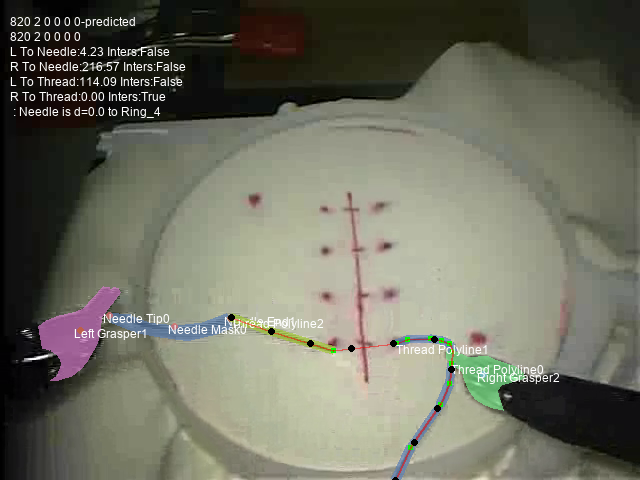 820 2 0 0 0 0-predicted
820 2 0 0 0 0
L To Needle:4.23 Inters:False
R To Needle:216.57 Inters:False
L To Thread:114.09 Inters:False
R To Thread:0.00 Inters:True
: Needle is d=0.0 to Ring_4
Needle Tip0
Left Grasper1
Needle Mask0
Thread Polyline2
Thread Polyline1
Thread Polyline0
Right Grasper2